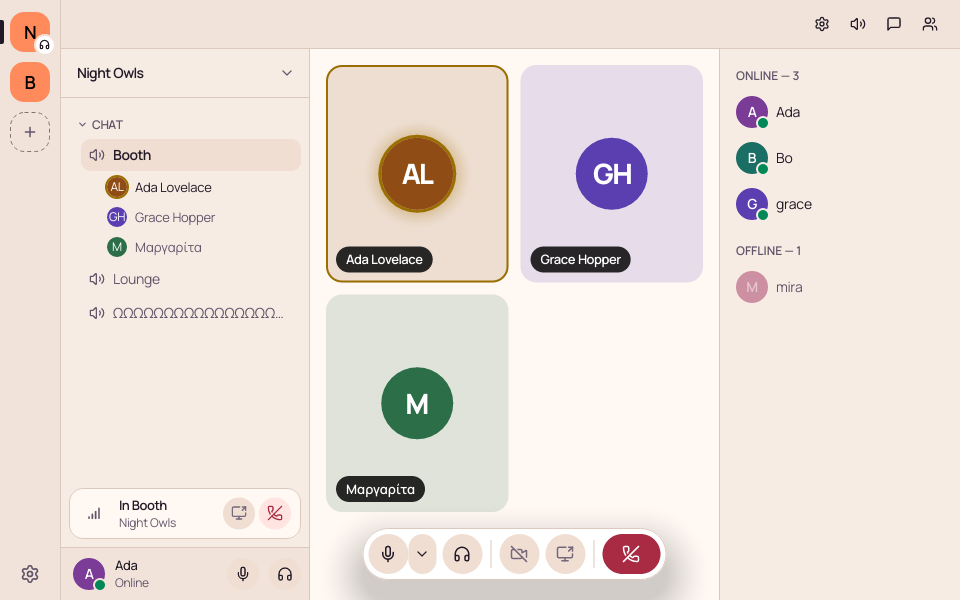 N
B
Night Owls
CHAT
Booth
AL Ada Lovelace
GH Grace Hopper
M Μαργαρίτα
Lounge
ΩΩΩΩΩΩΩΩΩΩΩΩΩΩΩΩ...
In Booth
Night Owls
A Ada
Online
AL
Ada Lovelace
GH
Grace Hopper
M
Μαργαρίτα
ONLINE — 3
A Ada
B Bo
G grace
OFFLINE — 1
M mira